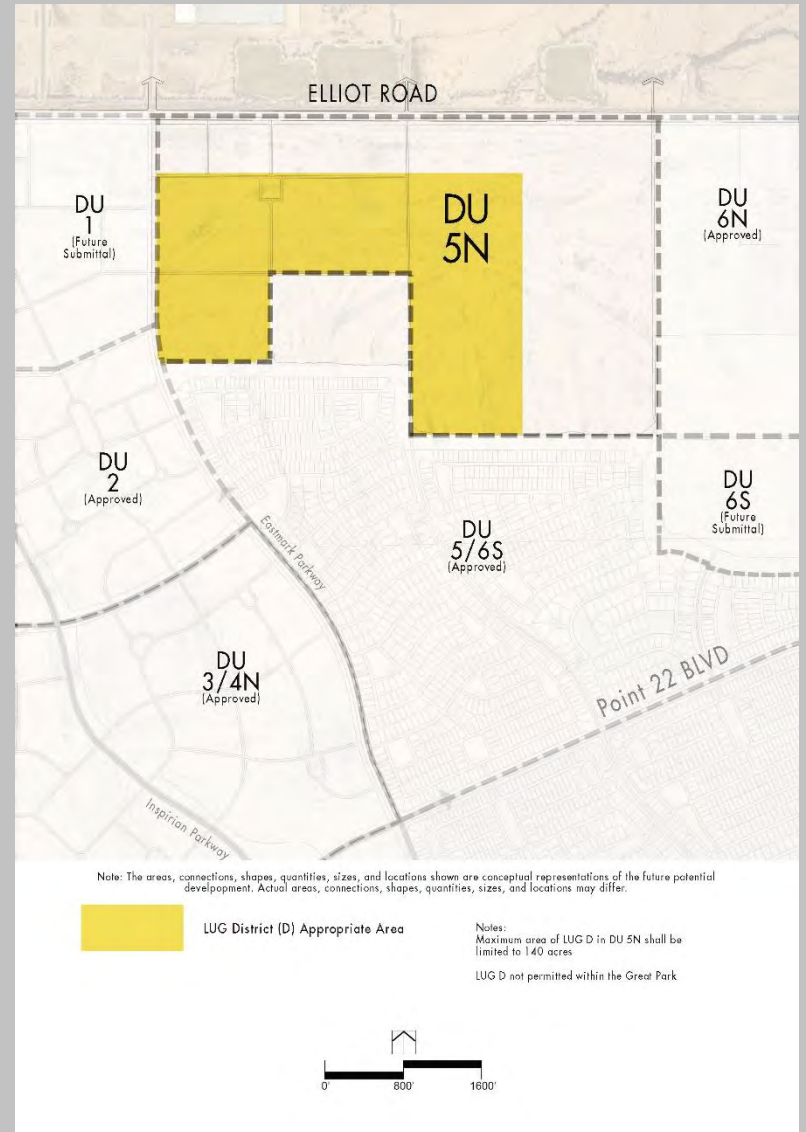 ELLIOT ROAD
DU
1
(Future
Submittal)
DU
5N
DU
6N
(Approved)
DU
2
(Approved)
Eastmark Parkway
DU
5/6S
(Approved)
DU
6S
(Future
Submittal)
DU
3/4N
(Approved)
Point 22 BLVD
Inspirian Parkway
Note: The areas, connections, shapes, quantities, sizes, and locations shown are conceptual representations of the future potential
develpopment. Actual areas, connections, shapes, quantities, sizes, and locations may differ.
LUG District (D) Appropriate Area
Notes:
Maximum area of LUG D in DU 5N shall be
limited to 140 acres
LUG D not permitted within the Great Park
0' 800' 1600'